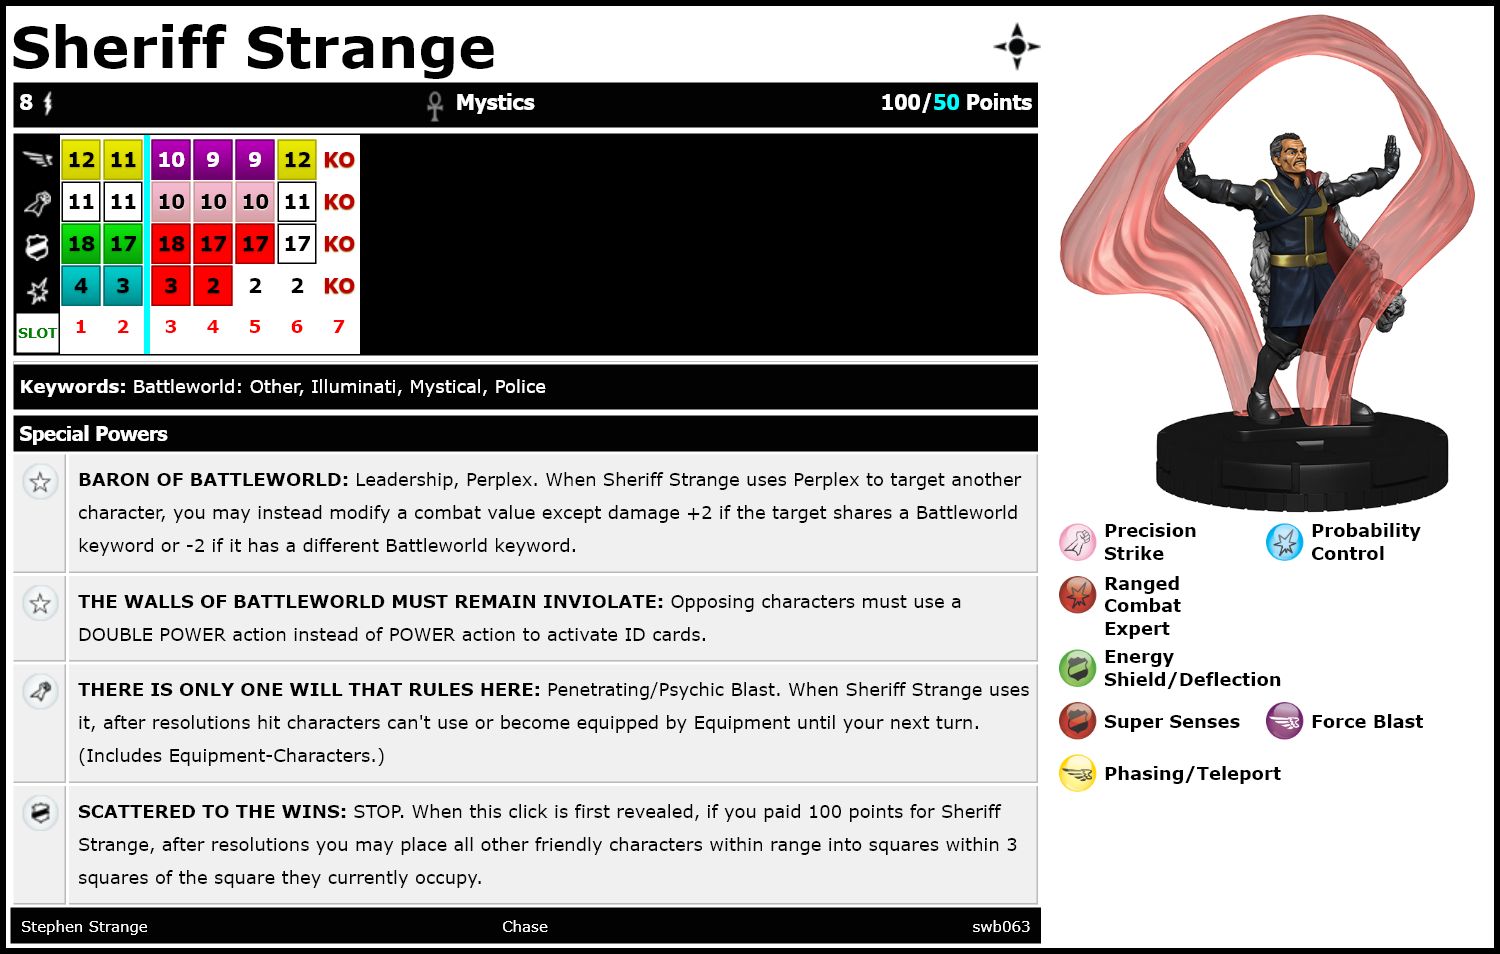 Sheriff Strange
8 Mystics 100/50 Points
12 11 10 9 9 12 KO
11 11 10 10 10 11 KO
18 17 18 17 17 17 KO
4 3 3 2 2 2 KO
SLOT 1 2 3 4 5 6 7
Keywords: Battleworld: Other, Illuminati, Mystical, Police
Special Powers
BARON OF BATTLEWORLD: Leadership, Perplex. When Sheriff Strange uses Perplex to target another
character, you may instead modify a combat value except damage +2 if the target shares a Battleworld
keyword or -2 if it has a different Battleworld keyword.
THE WALLS OF BATTLEWORLD MUST REMAIN INVIOLATE: Opposing characters must use a
DOUBLE POWER action instead of POWER action to activate ID cards.
THERE IS ONLY ONE WILL THAT RULES HERE: Penetrating/Psychic Blast. When Sheriff Strange uses
it, after resolutions hit characters can't use or become equipped by Equipment until your next turn.
(Includes Equipment-Characters.)
SCATTERED TO THE WINS: STOP. When this click is first revealed, if you paid 100 points for Sheriff
Strange, after resolutions you may place all other friendly characters within range into squares within 3
squares of the square they currently occupy.
Stephen Strange Chase swb063
Precision
Strike
Probability
Control
Ranged
Combat
Expert
Energy
Shield/Deflection
Super Senses
Force Blast
Phasing/Teleport